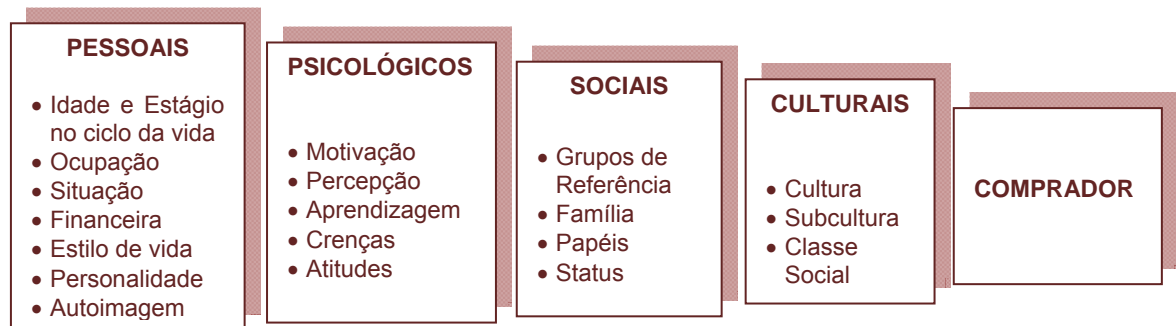 PESSOAIS
• Idade e Estágio
no ciclo da vida
• Ocupação
• Situação
• Financeira
• Estilo de vida
• Personalidade
• Autoimagem
PSICOLÓGICOS
• Motivação
• Percepção
• Aprendizagem
• Crenças
• Atitudes
SOCIAIS
• Grupos de
Referência
• Família
• Papéis
• Status
CULTURAIS
• Cultura
• Subcultura
• Classe
Social
COMPRADOR